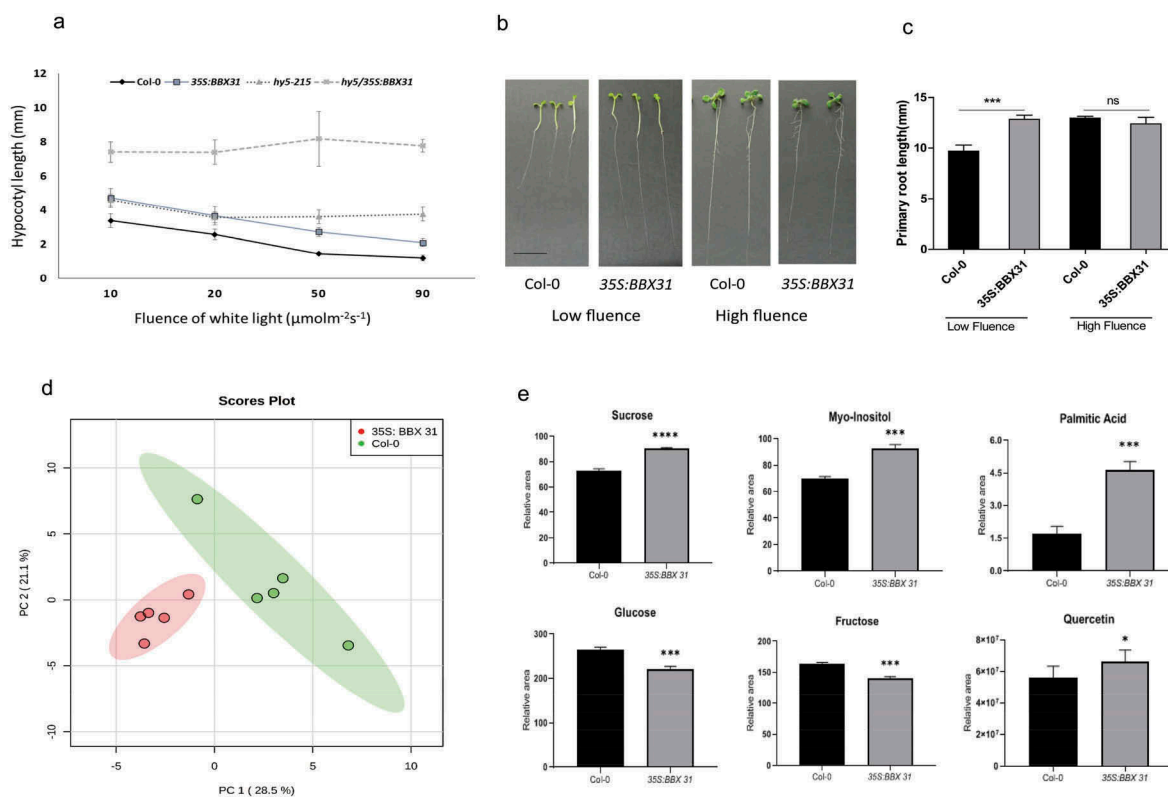 a
Col-0 35S:BBX31 hy5-215 hy5/35S:BBX31
12
10
8
6
4
2
0
Hypocotyl length (mm)
10 20 50 90
Fluence of white light (µmolm⁻²s⁻¹)
b
Col-0 35S:BBX31 Col-0 35S:BBX31
Low fluence High fluence
c
Primary root length(mm)
15
10
5
0
*** ns
Col-0 35S:BBX31 Col-0 35S:BBX31
Low Fluence High Fluence
d
Scores Plot
35S: BBX 31
Col-0
PC 2 ( 21.1 %)
10
5
0
-5
-10
-5 0 5 10
PC 1 ( 28.5 %)
e
Sucrose
****
Relative area
100
80
60
40
20
0
Col-0 35S:BBX 31
Myo-Inositol
***
Relative area
100
80
60
40
20
0
Col-0 35S:BBX 31
Palmitic Acid
***
Relative area
6.0
4.5
3.0
1.5
0.0
Col-0 35S:BBX 31
Glucose
***
Relative area
300
200
100
0
Col-0 35S:BBX 31
Fructose
***
Relative area
200
150
100
50
0
Col-0 35S:BBX 31
Quercetin
*
Relative area
8×10⁷
6×10⁷
4×10⁷
2×10⁷
0
Col-0 35S:BBX 31